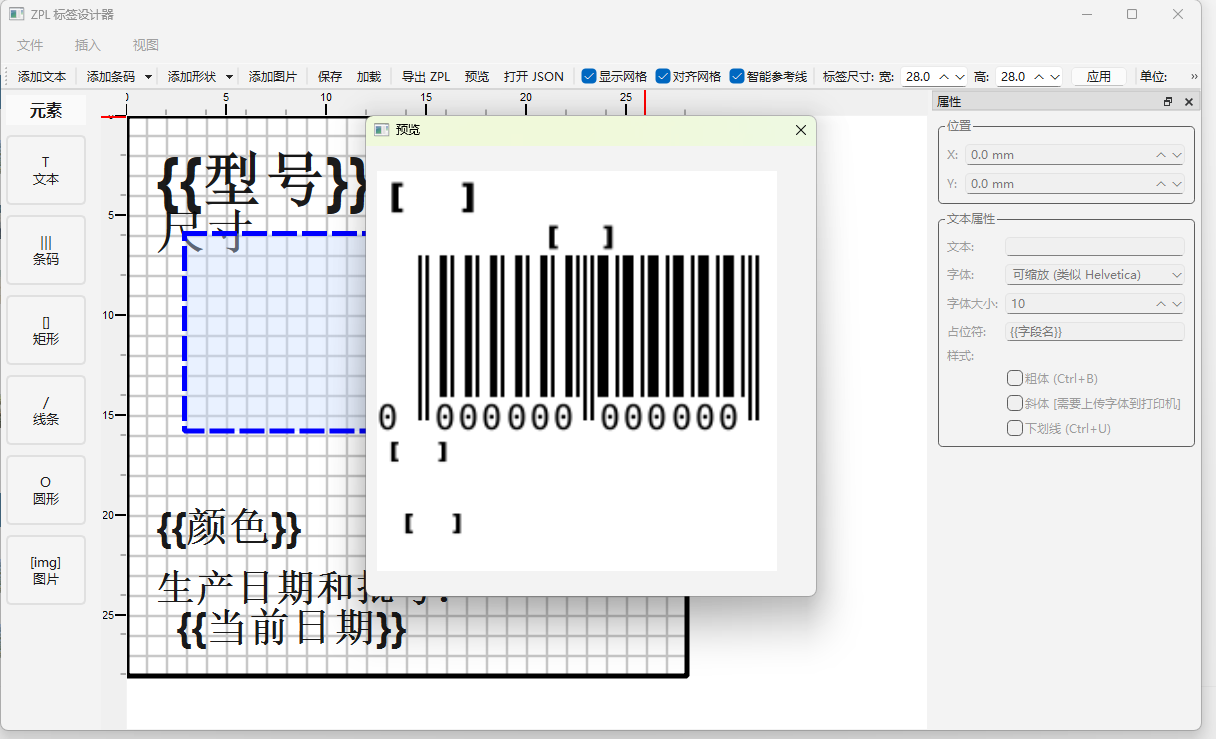 ZPL 标签设计器
文件 插入 视图
添加文本 添加条码 添加形状 添加图片 保存 加载 导出 ZPL 预览 打开 JSON 显示网格 对齐网格 智能参考线 标签尺寸: 宽: 28.0 高: 28.0 应用 单位: »
元素
T
文本
|||
条码
▯
矩形
/
线条
O
圆形
[img]
图片
0 5 10 15 20 25
5
10
15
20
25
{{型号}}
尺寸
{{颜色}}
生产日期和
{{当前日期}}
预览
[ ]
[ ]
0 000000 000000
[ ]
[ ]
属性
位置
X: 0.0 mm
Y: 0.0 mm
文本属性
文本:
字体: 可缩放 (类似 Helvetica)
字体大小: 10
占位符: {{字段名}}
样式:
粗体 (Ctrl+B)
斜体 [需要上传字体到打印机]
下划线 (Ctrl+U)